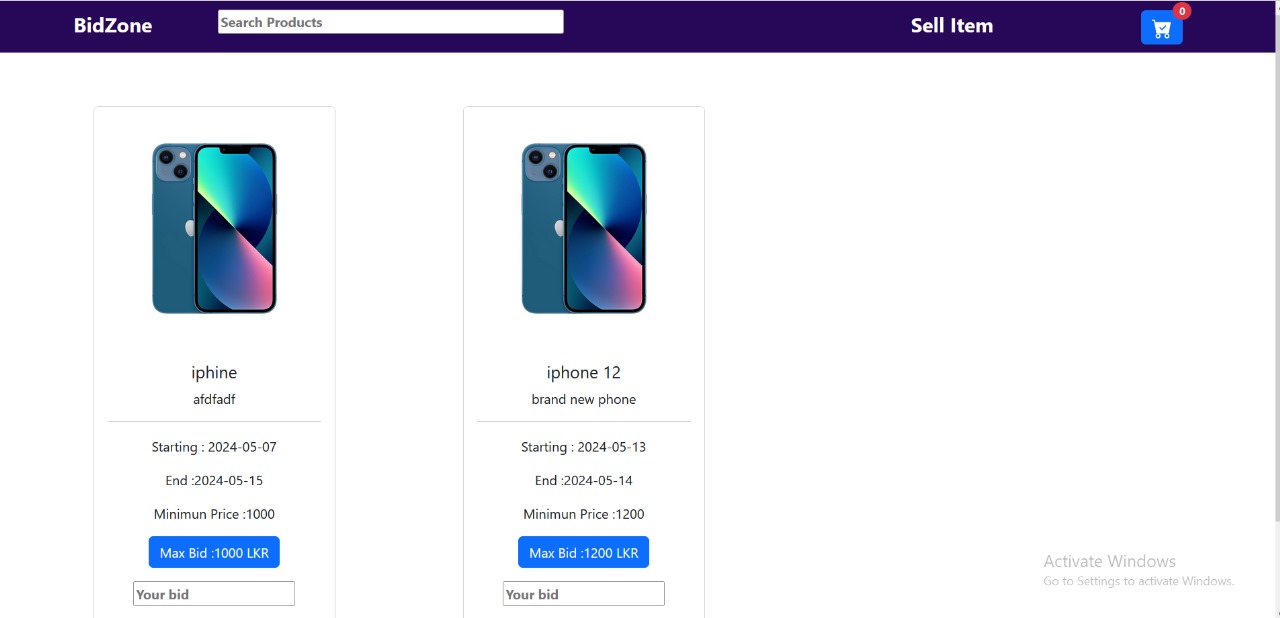 BidZone
Search Products
Sell Item
0
iphine
afdfadf
Starting : 2024-05-07
End :2024-05-15
Minimun Price :1000
Max Bid :1000 LKR
Your bid
iphone 12
brand new phone
Starting : 2024-05-13
End :2024-05-14
Minimun Price :1200
Max Bid :1200 LKR
Your bid
Activate Windows
Go to Settings to activate Windows.